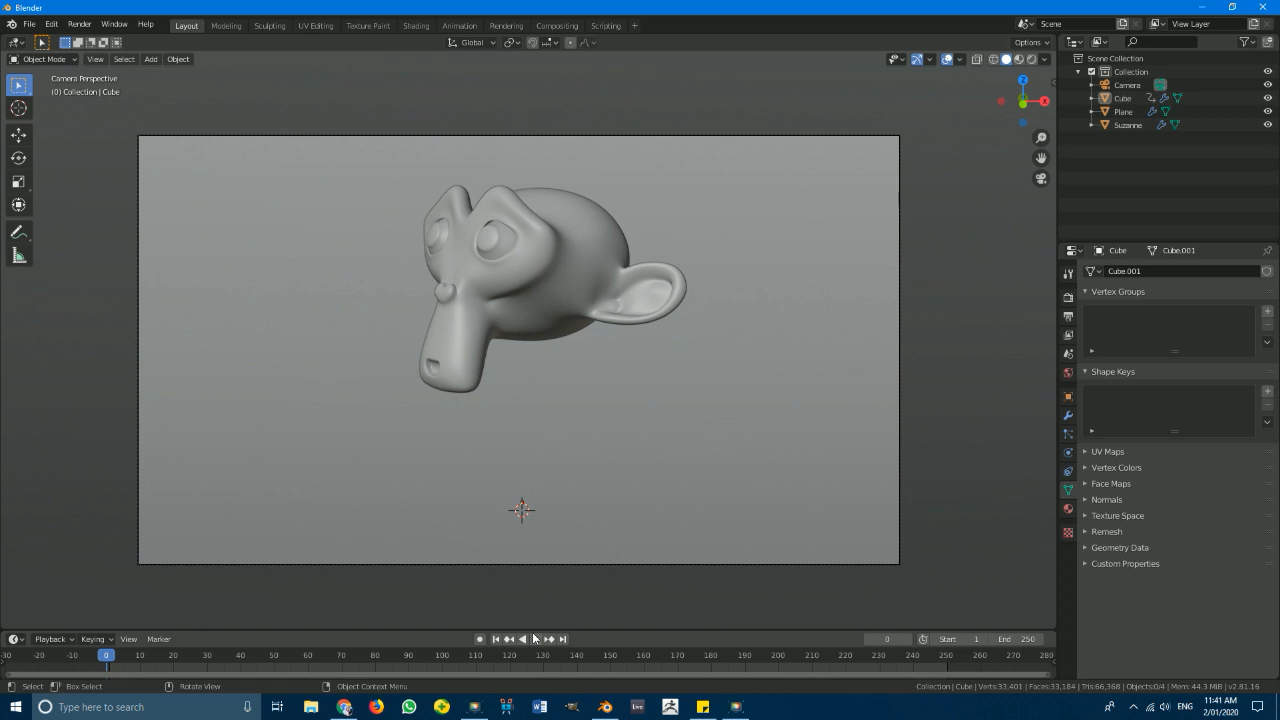 Blender
File Edit Render Window Help Layout Modeling Sculpting UV Editing Texture Paint Shading Animation Rendering Compositing Scripting + Scene View Layer
Global Options
Object Mode View Select Add Object
Camera Perspective
(0) Collection | Cube
Z
X
Scene Collection
Collection
Camera
Cube
Plane
Suzanne
Cube Cube.001
Cube.001
Vertex Groups
Shape Keys
UV Maps
Vertex Colors
Face Maps
Normals
Texture Space
Remesh
Geometry Data
Custom Properties
Playback Keying View Marker 0 Start 1 End 250
-30 -20 -10 0 10 20 30 40 50 60 70 80 90 100 110 120 130 140 150 160 170 180 190 200 210 220 230 240 250 260 270 280
Select Box Select Rotate View Object Context Menu Collection | Cube | Verts:33,401 | Faces:33,184 | Tris:66,368 | Objects:0/4 | Mem: 44.3 MiB | v2.81.16
Type here to search Live ENG 11:41 AM
2/01/2020